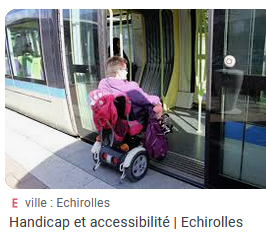 E ville : Echirolles
Handicap et accessibilité | Echirolles